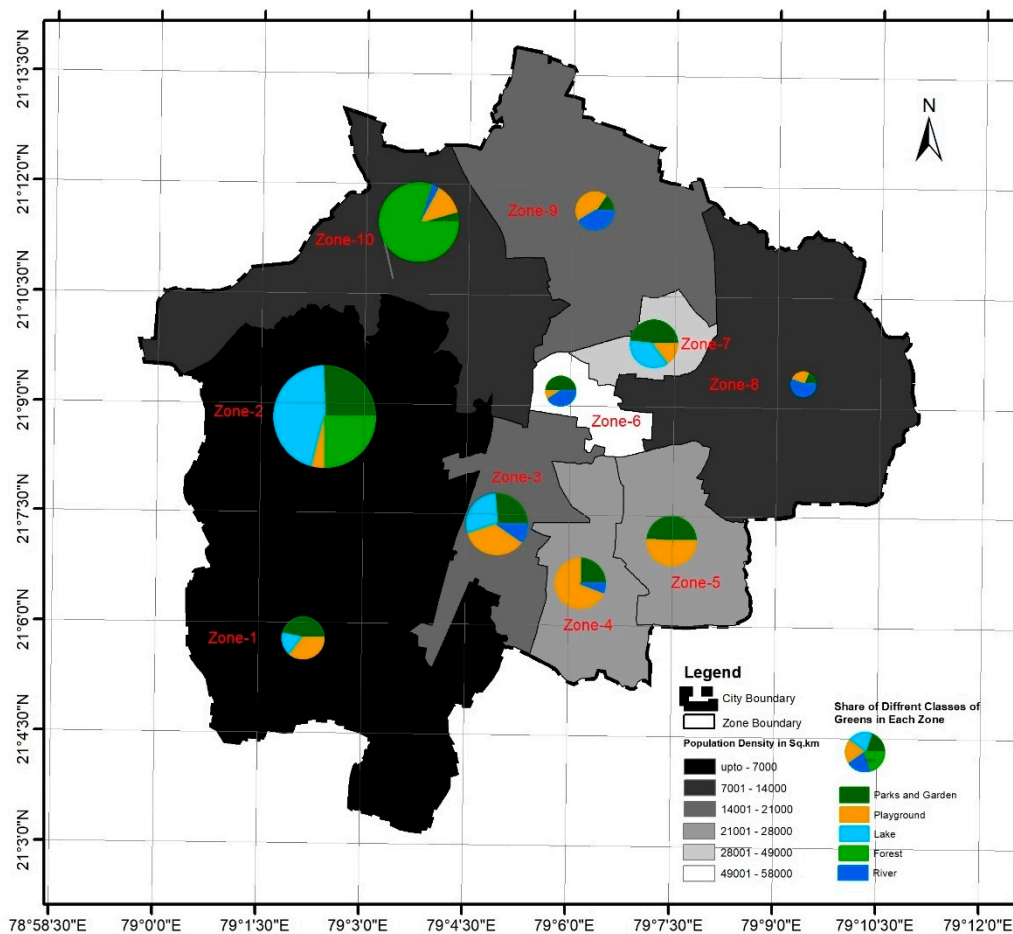 21°13'30"N
21°12'0"N
21°10'30"N
21°9'0"N
21°7'30"N
21°6'0"N
21°4'30"N
21°3'0"N
N
Zone-9
Zone-10
Zone-7
Zone-8
Zone-2
Zone-6
Zone-3
Zone-5
Zone-4
Zone-1
Legend
City Boundary
Zone Boundary
Population Density in Sq.km
upto - 7000
7001 - 14000
14001 - 21000
21001 - 28000
28001 - 49000
49001 - 58000
Share of Diffrent Classes of
Greens in Each Zone
Parks and Garden
Playground
Lake
Forest
River
78°58'30"E 79°0'0"E 79°1'30"E 79°3'0"E 79°4'30"E 79°6'0"E 79°7'30"E 79°9'0"E 79°10'30"E 79°12'0"E